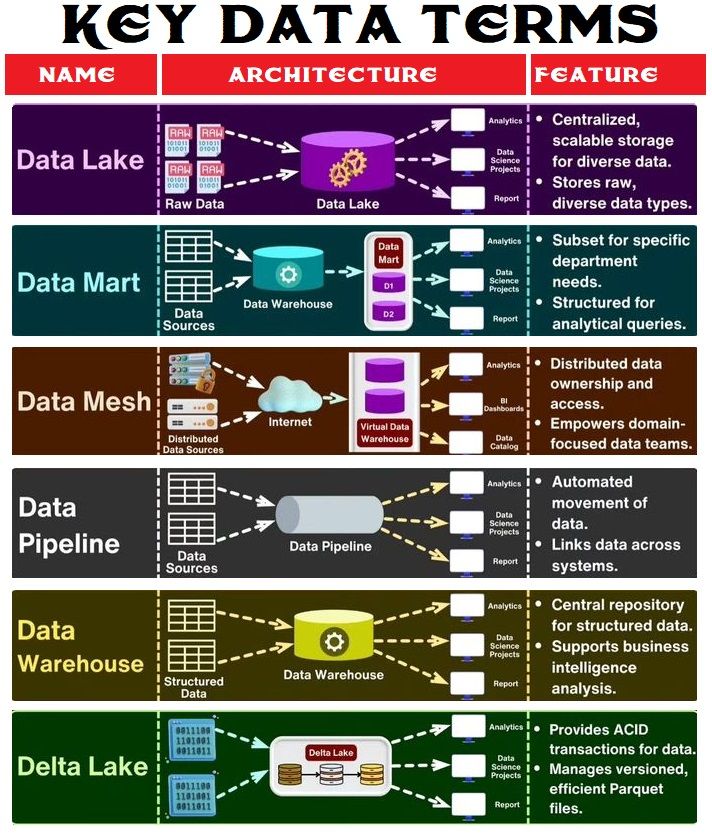 KEY DATA TERMS
NAME
ARCHITECTURE
FEATURE
Data Lake
RAW
101011
01001
RAW
101011
01001
RAW
101011
01001
RAW
101011
01001
Raw Data
Data Lake
Analytics
Data
Science
Projects
Report
• Centralized,
scalable storage
for diverse data.
• Stores raw,
diverse data types.
Data Mart
Data
Sources
Data Warehouse
Data
Mart
D1
D2
Analytics
Data
Science
Projects
Report
• Subset for specific
department
needs.
• Structured for
analytical queries.
Data Mesh
Distributed
Data Sources
Internet
Virtual Data
Warehouse
Analytics
BI
Dashboards
Data
Catalog
• Distributed data
ownership and
access.
• Empowers domain-
focused data teams.
Data
Pipeline
Data
Sources
Data Pipeline
Analytics
Data
Science
Projects
Report
• Automated
movement of
data.
• Links data across
systems.
Data
Warehouse
Structured
Data
Data Warehouse
Analytics
Data
Science
Projects
Report
• Central repository
for structured data.
• Supports business
intelligence
analysis.
Delta Lake
0011100
1101001
0011011
0011100
1101001
0011011
Delta Lake
Analytics
Data
Science
Projects
Report
• Provides ACID
transactions for data.
• Manages versioned,
efficient Parquet
files.